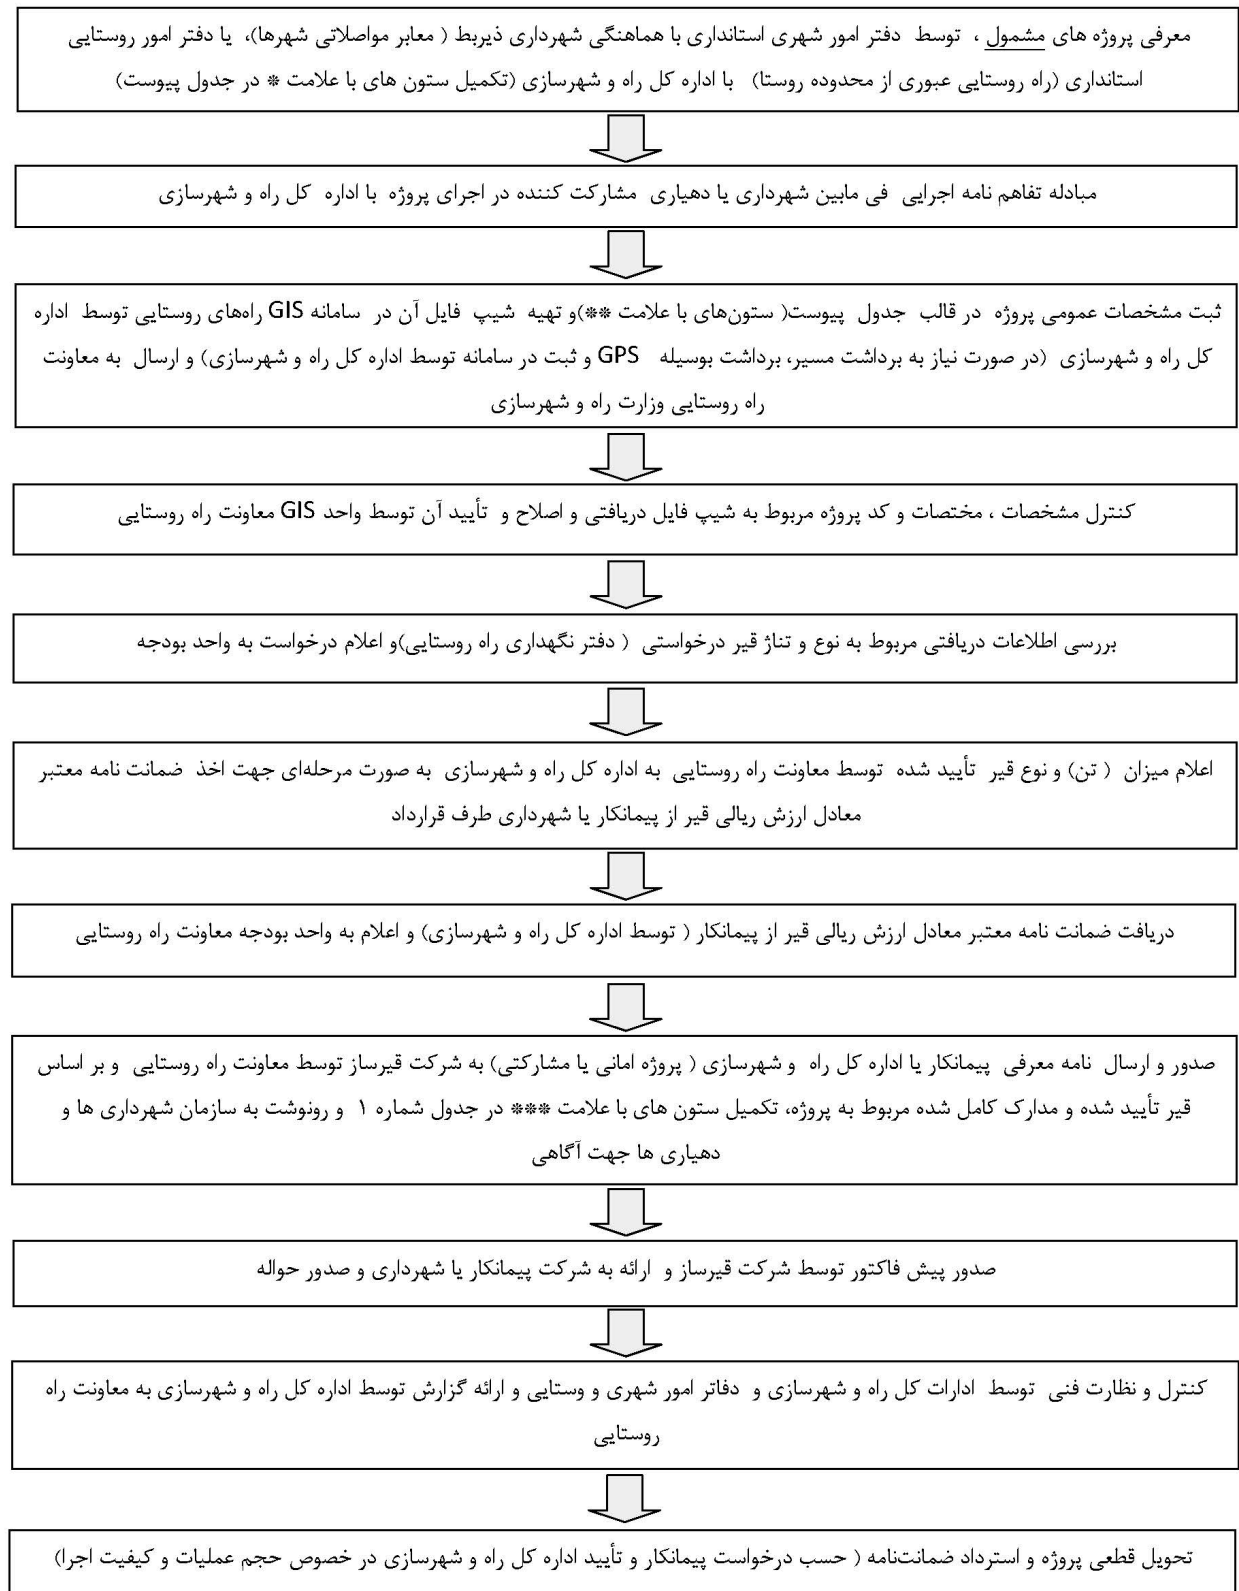 معرفی پروژه های مشمول ، توسط دفتر امور شهری استانداری با هماهنگی شهرداری ذیربط ( معابر مواصلاتی شهرها)، یا دفتر امور روستایی
استانداری (راه روستایی عبوری از محدوده روستا) با اداره کل راه و شهرسازی (تکمیل ستون های با علامت * در جدول پیوست)
مبادله تفاهم نامه اجرایی فی مابین شهرداری یا دهیاری مشارکت کننده در اجرای پروژه با اداره کل راه و شهرسازی
ثبت مشخصات عمومی پروژه در قالب جدول پیوست( ستون‌های با علامت **)و تهیه شیپ فایل آن در سامانه GIS راه‌های روستایی توسط اداره
کل راه و شهرسازی (در صورت نیاز به برداشت مسیر، برداشت بوسیله GPS و ثبت در سامانه توسط اداره کل راه و شهرسازی) و ارسال به معاونت
راه روستایی وزارت راه و شهرسازی
کنترل مشخصات ، مختصات و کد پروژه مربوط به شیپ فایل دریافتی و اصلاح و تأیید آن توسط واحد GIS معاونت راه روستایی
بررسی اطلاعات دریافتی مربوط به نوع و تناژ قیر درخواستی ( دفتر نگهداری راه روستایی)و اعلام درخواست به واحد بودجه
اعلام میزان ( تن) و نوع قیر تأیید شده توسط معاونت راه روستایی به اداره کل راه و شهرسازی به صورت مرحله‌ای جهت اخذ ضمانت نامه معتبر
معادل ارزش ریالی قیر از پیمانکار یا شهرداری طرف قرارداد
دریافت ضمانت نامه معتبر معادل ارزش ریالی قیر از پیمانکار ( توسط اداره کل راه و شهرسازی) و اعلام به واحد بودجه معاونت راه روستایی
صدور و ارسال نامه معرفی پیمانکار یا اداره کل راه و شهرسازی ( پروژه امانی یا مشارکتی) به شرکت قیرساز توسط معاونت راه روستایی و بر اساس
قیر تأیید شده و مدارک کامل شده مربوط به پروژه، تکمیل ستون های با علامت *** در جدول شماره ۱ و رونوشت به سازمان شهرداری ها و
دهیاری ها جهت آگاهی
صدور پیش فاکتور توسط شرکت قیرساز و ارائه به شرکت پیمانکار یا شهرداری و صدور حواله
کنترل و نظارت فنی توسط ادارات کل راه و شهرسازی و دفاتر امور شهری و وستایی و ارائه گزارش توسط اداره کل راه و شهرسازی به معاونت راه
روستایی
تحویل قطعی پروژه و استرداد ضمانت‌نامه ( حسب درخواست پیمانکار و تأیید اداره کل راه و شهرسازی در خصوص حجم عملیات و کیفیت اجرا)